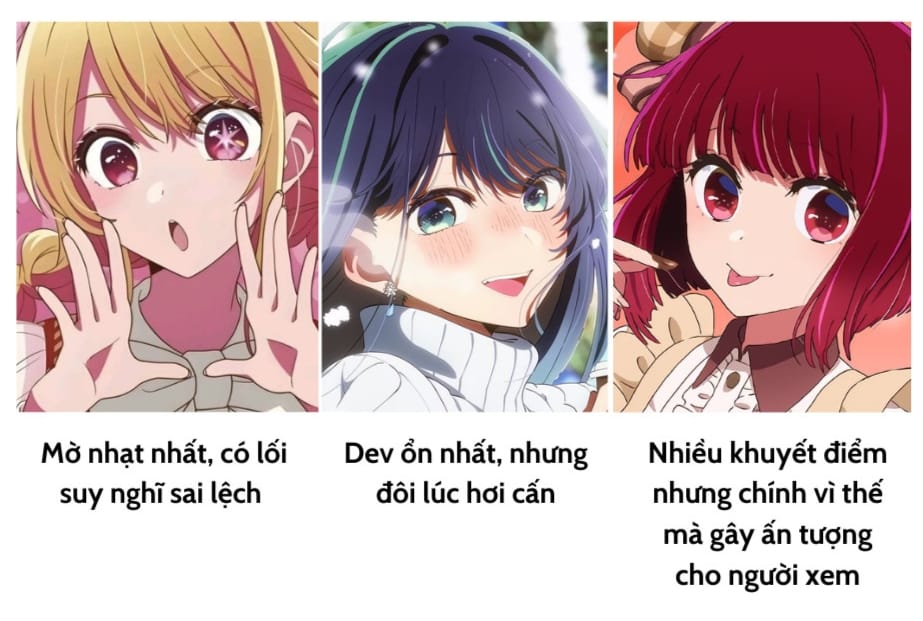 Mờ nhạt nhất, có lối
suy nghĩ sai lệch
Dev ổn nhất, nhưng
đôi lúc hơi cấn
Nhiều khuyết điểm
nhưng chính vì thế
mà gây ấn tượng
cho người xem